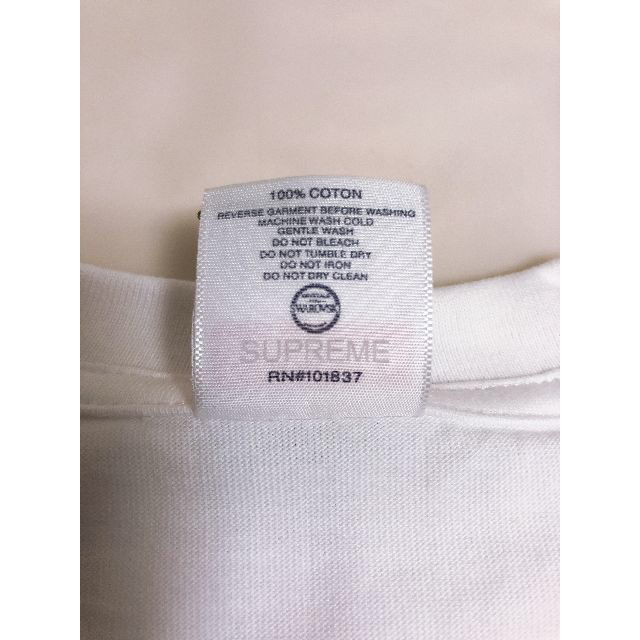 100% COTON
REVERSE GARMENT BEFORE WASHING
MACHINE WASH COLD
GENTLE WASH
DO NOT BLEACH
DO NOT TUMBLE DRY
DO NOT IRON
DO NOT DRY CLEAN
SUPREME
RN#101837